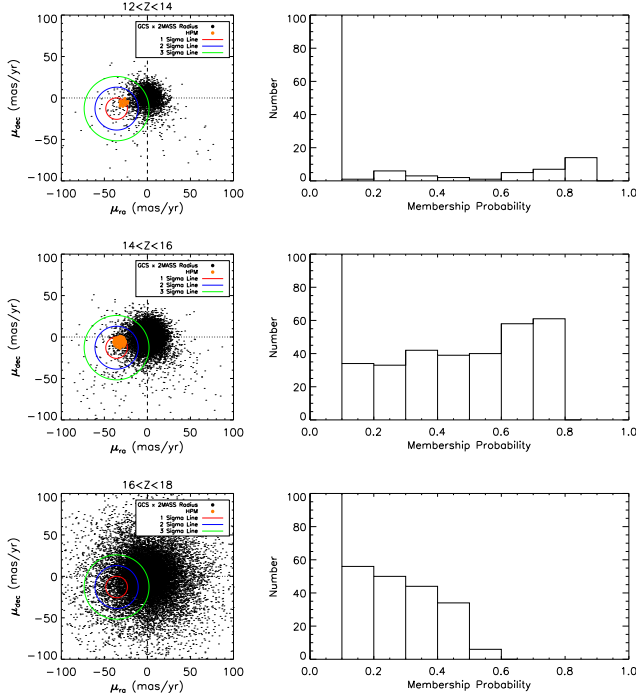 12<Z<14
GCS × 2MASS Radius
HPM
1 Sigma Line
2 Sigma Line
3 Sigma Line
100
50
0
-50
-100
μdec (mas/yr)
-100 -50 0 50 100
μra (mas/yr)
100
80
60
40
20
0
Number
0.0 0.2 0.4 0.6 0.8 1.0
Membership Probability
14<Z<16
GCS × 2MASS Radius
HPM
1 Sigma Line
2 Sigma Line
3 Sigma Line
100
50
0
-50
-100
μdec (mas/yr)
-100 -50 0 50 100
μra (mas/yr)
100
80
60
40
20
0
Number
0.0 0.2 0.4 0.6 0.8 1.0
Membership Probability
16<Z<18
GCS × 2MASS Radius
HPM
1 Sigma Line
2 Sigma Line
3 Sigma Line
100
50
0
-50
-100
μdec (mas/yr)
-100 -50 0 50 100
μra (mas/yr)
100
80
60
40
20
0
Number
0.0 0.2 0.4 0.6 0.8 1.0
Membership Probability